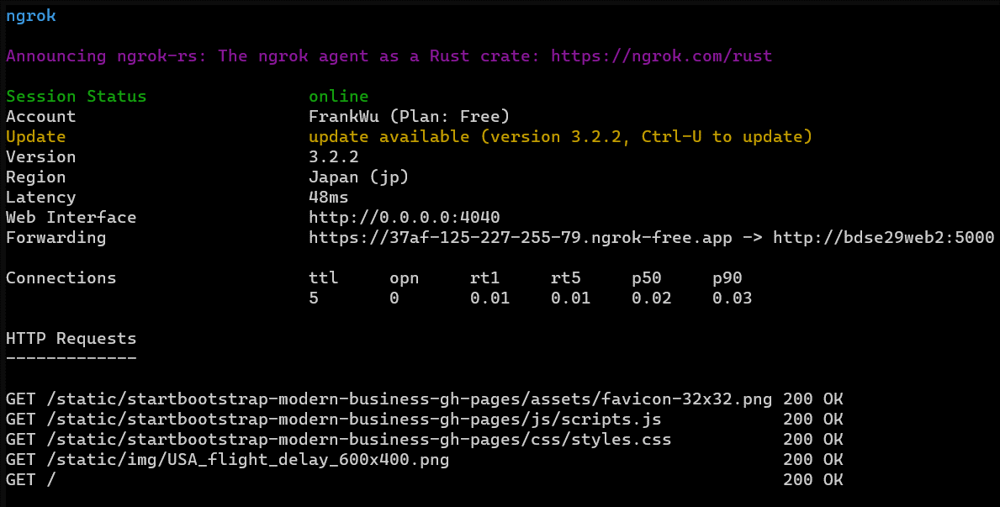 ngrok
Announcing ngrok-rs: The ngrok agent as a Rust crate: https://ngrok.com/rust
Session Status online
Account FrankWu (Plan: Free)
Update update available (version 3.2.2, Ctrl-U to update)
Version 3.2.2
Region Japan (jp)
Latency 48ms
Web Interface http://0.0.0.0:4040
Forwarding https://37af-125-227-255-79.ngrok-free.app -> http://bdse29web2:5000
Connections ttl opn rt1 rt5 p50 p90
5 0 0.01 0.01 0.02 0.03
HTTP Requests
-------------
GET /static/startbootstrap-modern-business-gh-pages/assets/favicon-32x32.png 200 OK
GET /static/startbootstrap-modern-business-gh-pages/js/scripts.js 200 OK
GET /static/startbootstrap-modern-business-gh-pages/css/styles.css 200 OK
GET /static/img/USA_flight_delay_600x400.png 200 OK
GET / 200 OK